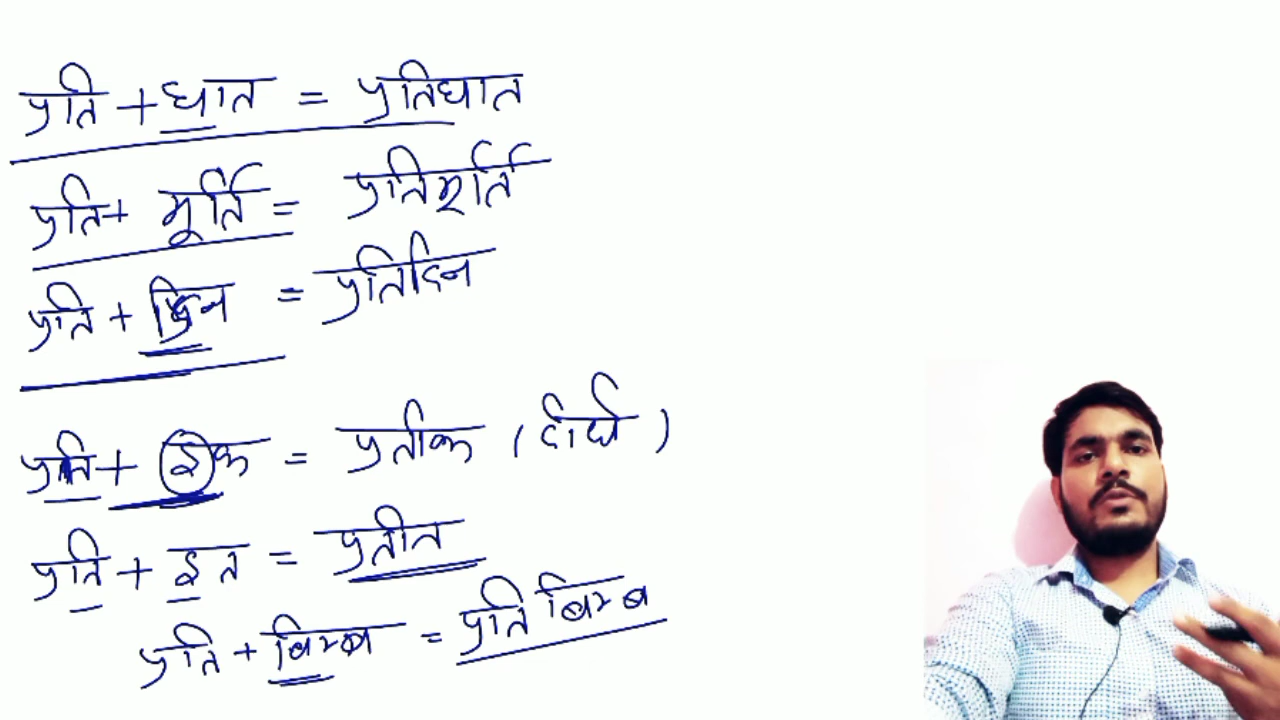 प्रति + घात = प्रतिघात
प्रति + मूर्ति = प्रतिमूर्ति
प्रति + दिन = प्रतिदिन
प्रति + इक = प्रतीक (दीर्घ)
प्रति + इत = प्रतीत
प्रति + बिम्ब = प्रतिबिम्ब